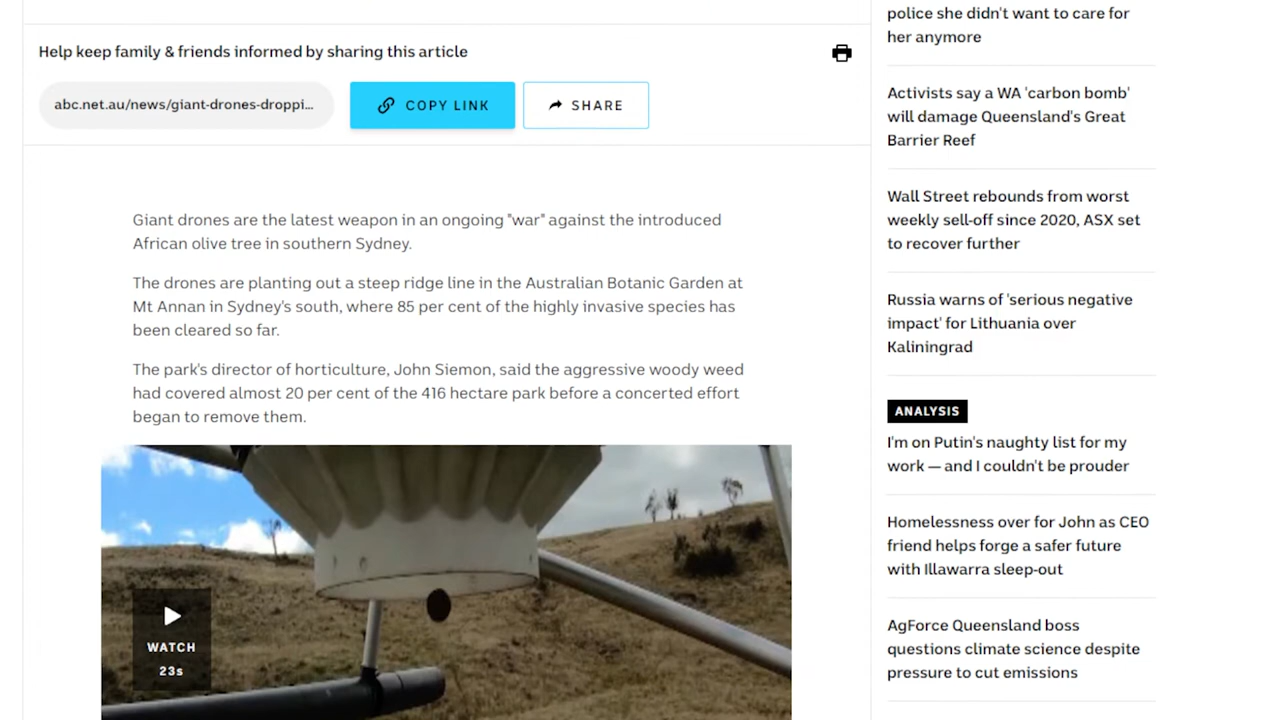 Help keep family & friends informed by sharing this article
abc.net.au/news/giant-drones-droppi...
COPY LINK
SHARE
Giant drones are the latest weapon in an ongoing "war" against the introduced
African olive tree in southern Sydney.
The drones are planting out a steep ridge line in the Australian Botanic Garden at
Mt Annan in Sydney's south, where 85 per cent of the highly invasive species has
been cleared so far.
The park's director of horticulture, John Siemon, said the aggressive woody weed
had covered almost 20 per cent of the 416 hectare park before a concerted effort
began to remove them.
WATCH
23s
police she didn't want to care for
her anymore
Activists say a WA 'carbon bomb'
will damage Queensland's Great
Barrier Reef
Wall Street rebounds from worst
weekly sell-off since 2020, ASX set
to recover further
Russia warns of 'serious negative
impact' for Lithuania over
Kaliningrad
ANALYSIS
I'm on Putin's naughty list for my
work — and I couldn't be prouder
Homelessness over for John as CEO
friend helps forge a safer future
with Illawarra sleep-out
AgForce Queensland boss
questions climate science despite
pressure to cut emissions